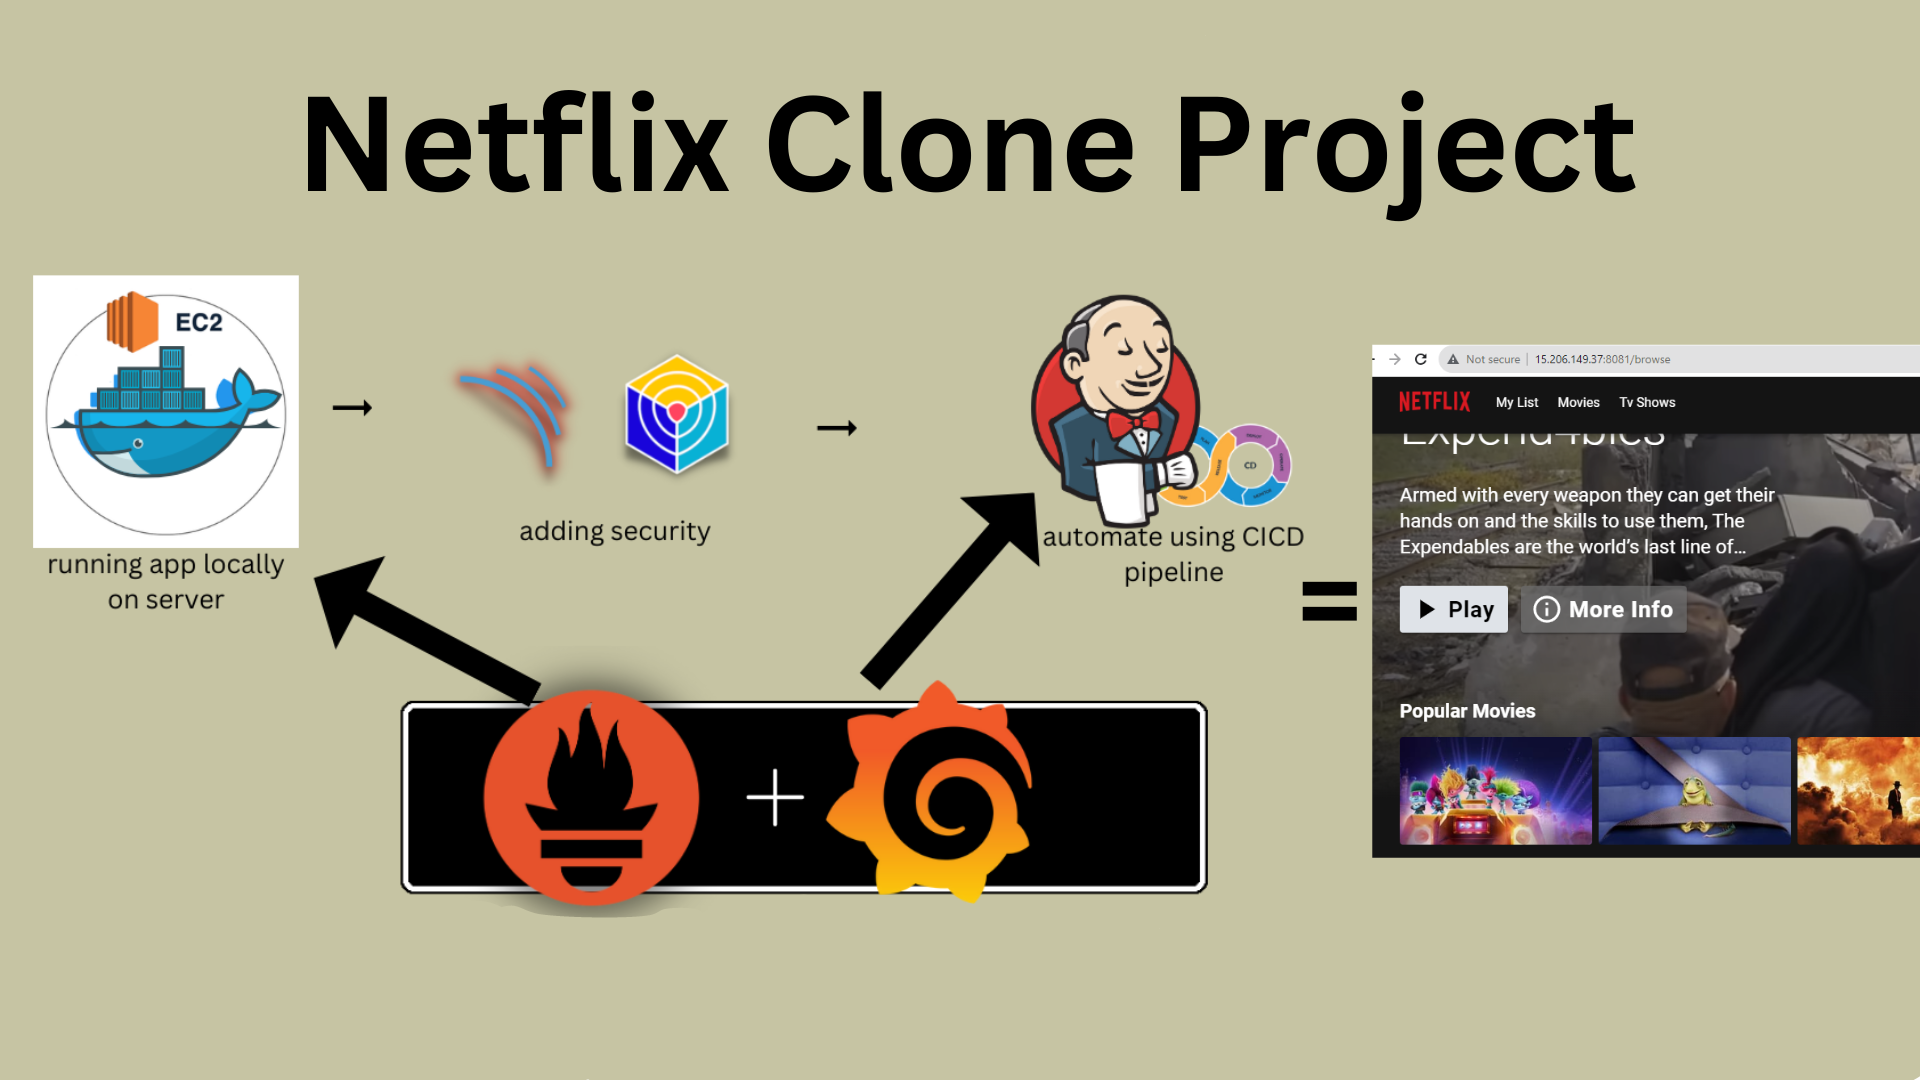 Netflix Clone Project
EC2
running app locally
on server
adding security
CD
automate using CICD
pipeline
Not secure
15.206.149.37:8081/browse
NETFLIX
My List
Movies
Tv Shows
Expend4bles
Armed with every weapon they can get their
hands on and the skills to use them, The
Expendables are the world's last line of...
Play
More Info
Popular Movies